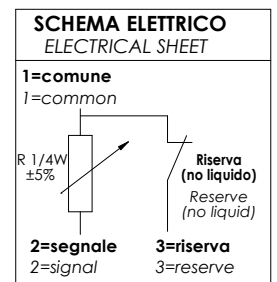 SCHEMA ELETTRICO
ELECTRICAL SHEET
1=comune
1=common
R 1/4W
±5%
Riserva
(no liquido)
Reserve
(no liquid)
2=segnale
2=signal
3=riserva
3=reserve